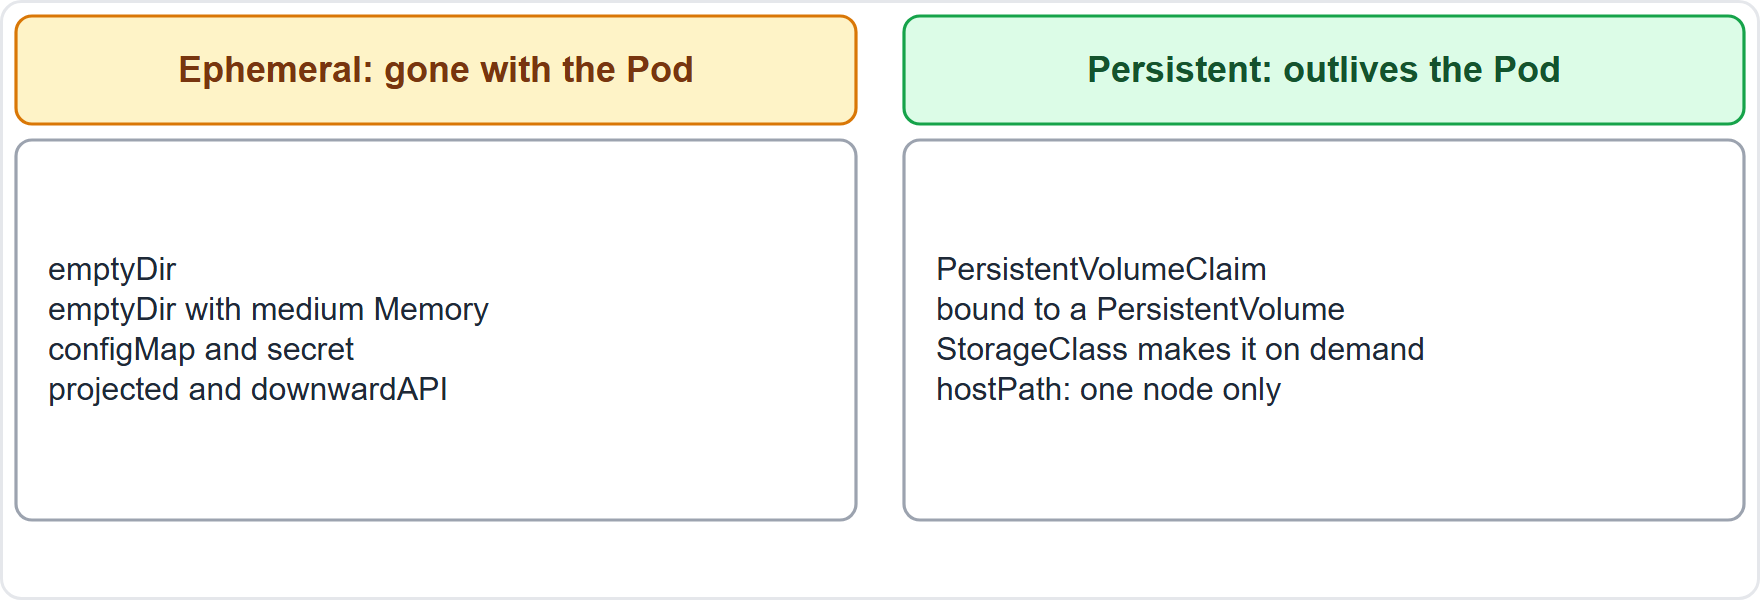 Ephemeral: gone with the Pod
emptyDir
emptyDir with medium Memory
configMap and secret
projected and downwardAPI
Persistent: outlives the Pod
PersistentVolumeClaim
bound to a PersistentVolume
StorageClass makes it on demand
hostPath: one node only